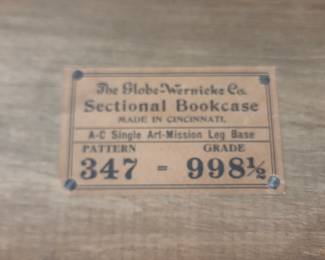 The Globe-Wernicke Co.
Sectional Bookcase
MADE IN CINCINNATI.
A-C Single Art-Mission Leg Base
PATTERN GRADE
347 - 998½